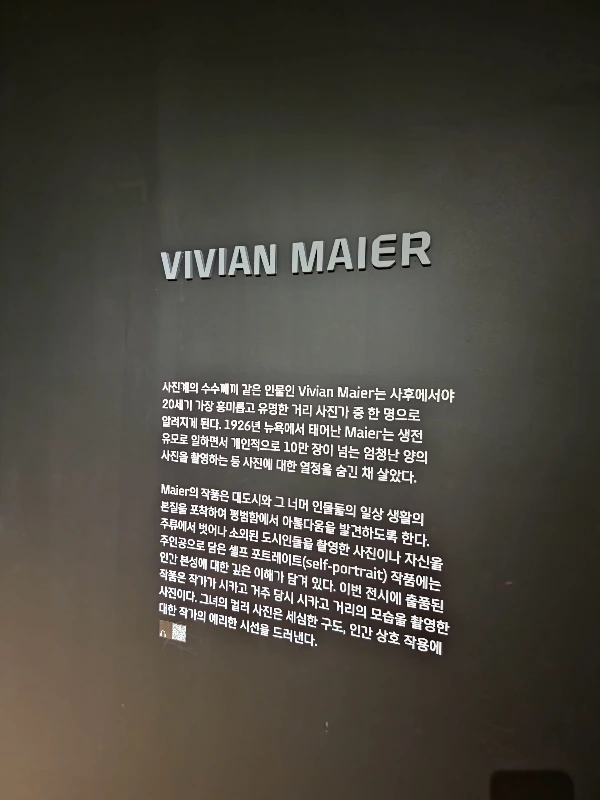 VIVIAN MAIER
사진계의 수수께끼 같은 인물인 Vivian Maier는 사후에서야
20세기 가장 흥미롭고 유명한 거리 사진가 중 한 명으로
알려지게 된다. 1926년 뉴욕에서 태어난 Maier는 생전
유모로 일하면서 개인적으로 10만 장이 넘는 엄청난 양의
사진을 촬영하는 등 사진에 대한 열정을 숨긴 채 살았다.
Maier의 작품은 대도시와 그 너머 인물들의 일상 생활의
본질을 포착하여 평범함에서 아름다움을 발견하도록 한다.
주류에서 벗어나 소외된 도시인들을 촬영한 사진이나 자신을
주인공으로 담은 셀프 포트레이트(self-portrait) 작품에는
인간 본성에 대한 깊은 이해가 담겨 있다. 이번 전시에 출품된
작품은 작가가 시카고 거주 당시 시카고 거리의 모습을 촬영한
사진이다. 그녀의 컬러 사진은 세심한 구도, 인간 상호 작용에
대한 작가의 예리한 시선을 드러낸다.